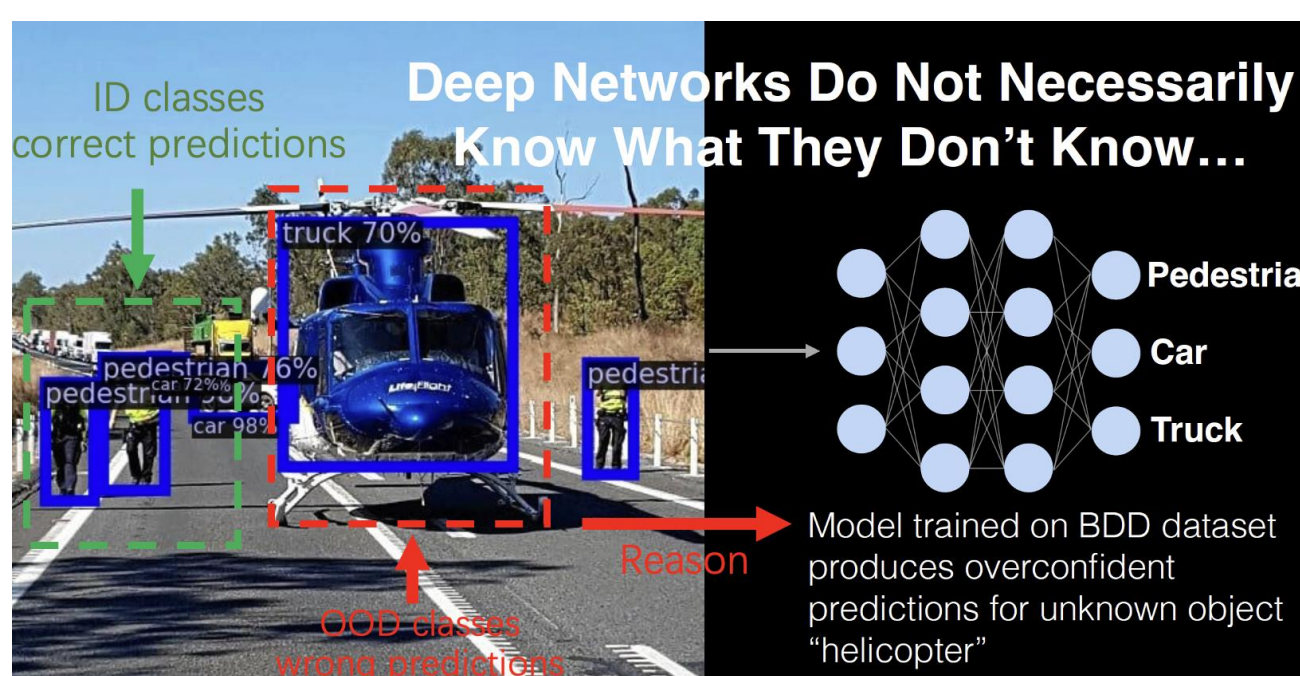 Deep Networks Do Not Necessarily
Know What They Don't Know…
ID classes
correct predictions
truck 70%
pedestrian 76%
pedestrian 98%
car 72%
car 98%
pedestria
LifeFlight
Pedestria
Car
Truck
Reason
Model trained on BDD dataset
produces overconfident
predictions for unknown object
“helicopter”
OOD classes
wrong predictions